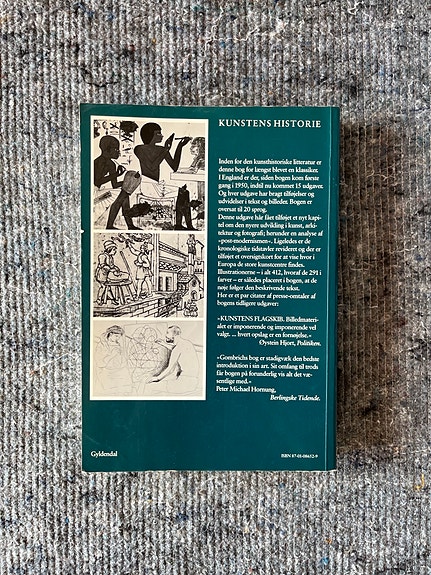 KUNSTENS HISTORIE
Inden for den kunsthistoriske litteratur er
denne bog for længst blevet en klassiker.
I England er der, siden bogen kom første
gang i 1950, indtil nu kommet 15 udgaver.
Og hver udgave har bragt tilføjelser og
udvidelser i tekst og billeder. Bogen er
oversat til 20 sprog.
Denne udgave har fået tilføjet et nyt kapi-
tel om den nyere udvikling i kunst, arki-
tektur og fotografi; herunder en analyse af
»post-modernismen«. Ligeledes er de
kronologiske tidstavler revideret og der er
tilføjet et oversigtskort for at vise hvor i
Europa de store kunstcentre findes.
Illustrationerne – i alt 412, hvoraf de 291 i
farver – er således placeret i bogen, at de
nøje følger den beskrivende tekst.
Her er et par citater af presse-omtaler af
bogens tidligere udgaver:
»KUNSTENS FLAGSKIB. Billedmateri-
alet er imponerende og imponerende vel
valgt. ... hvert opslag er en fornøjelse.«
Øystein Hjort, Politiken.
»Gombrichs bog er stadigvæk den bedste
introduktion i sin art. Sit omfang til trods
får bogen på forunderlig vis alt det væ-
sentlige med.«
Peter Michael Hornung,
Berlingske Tidende.
Gyldendal
ISBN 87-01-08652-9